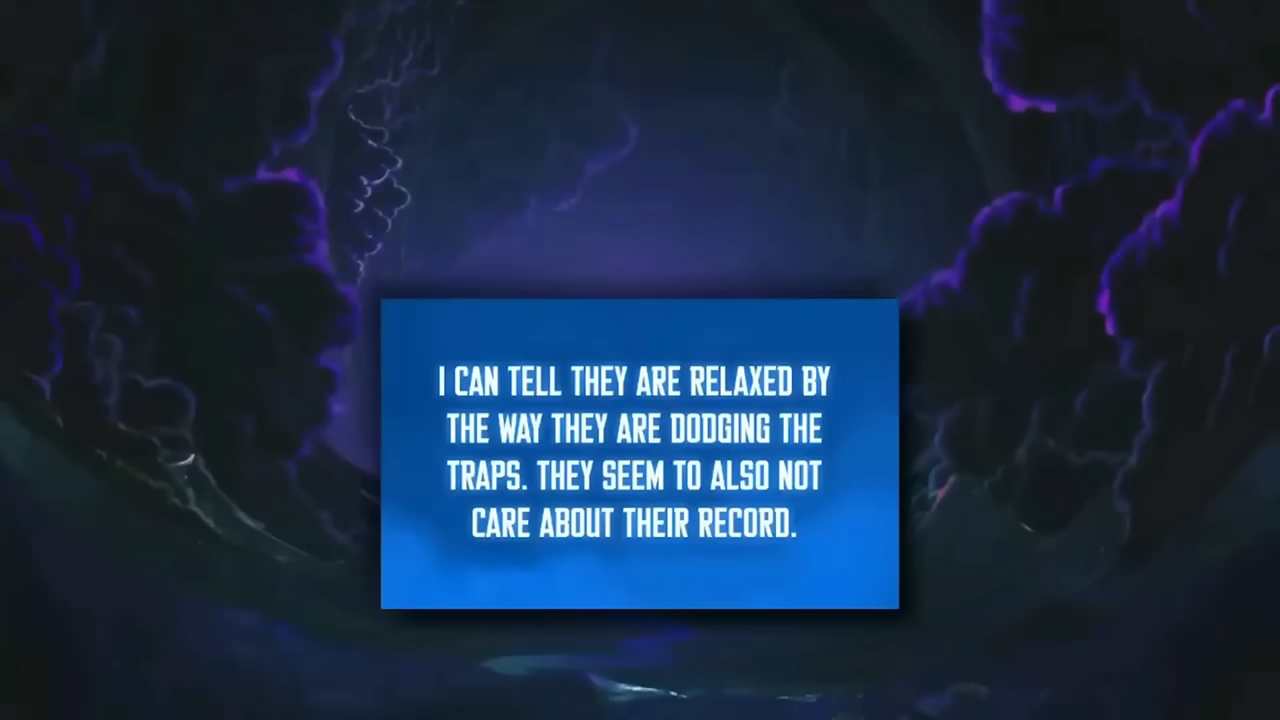 I CAN TELL THEY ARE RELAXED BY
THE WAY THEY ARE DODGING THE
TRAPS. THEY SEEM TO ALSO NOT
CARE ABOUT THEIR RECORD.